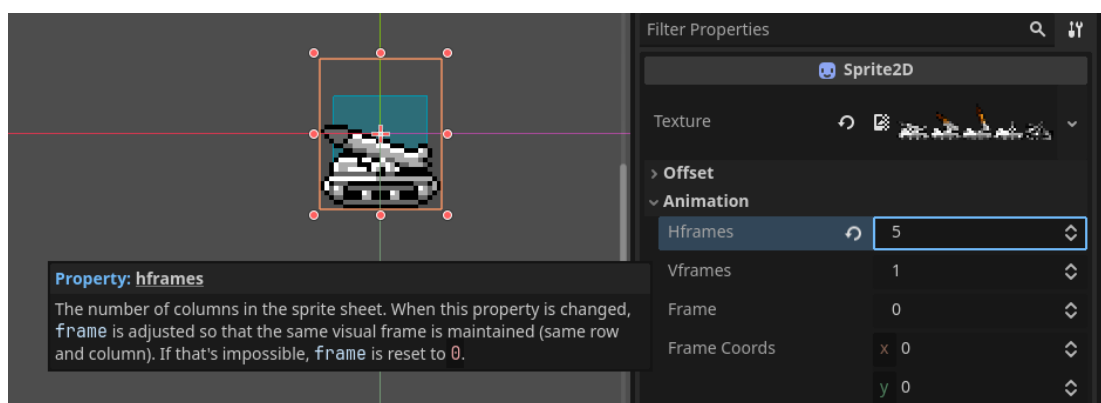 Filter Properties
Sprite2D
Texture
Offset
Animation
Hframes 5
Vframes 1
Frame 0
Frame Coords x 0
y 0
Property: hframes
The number of columns in the sprite sheet. When this property is changed,
frame is adjusted so that the same visual frame is maintained (same row
and column). If that's impossible, frame is reset to 0.